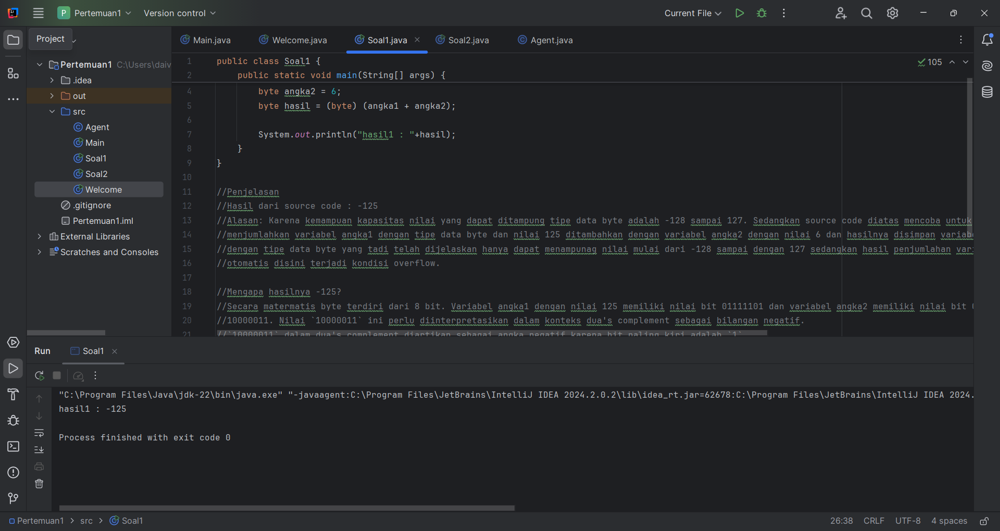 P Pertemuan1 Version control Current File
Project
Main.java Welcome.java Soal1.java Soal2.java Agent.java
Pertemuan1 C:\Users\daiv
.idea
out
src
Agent
Main
Soal1
Soal2
Welcome
.gitignore
Pertemuan1.iml
External Libraries
Scratches and Consoles
105
1 public class Soal1 {
2 public static void main(String[] args) {
4 byte angka2 = 6;
5 byte hasil = (byte) (angka1 + angka2);
6
7 System.out.println("hasil1 : "+hasil);
8 }
9 }
10
11 //Penjelasan
12 //Hasil dari source code : -125
13 //Alasan: Karena kemampuan kapasitas nilai yang dapat ditampung tipe data byte adalah -128 sampai 127. Sedangkan source code diatas mencoba untuk
14 //menjumlahkan variabel angka1 dengan tipe data byte dan nilai 125 ditambahkan dengan variabel angka2 dengan nilai 6 dan hasilnya disimpan variab
15 //dengan tipe data byte yang tadi telah dijelaskan hanya dapat menampunag nilai mulai dari -128 sampai dengan 127 sedangkan hasil penjumlahan var
16 //otomatis disini terjadi kondisi overflow.
17
18 //Mengapa hasilnya -125?
19 //Secara matermatis byte terdiri dari 8 bit. Variabel angka1 dengan nilai 125 memiliki nilai bit 01111101 dan variabel angka2 memiliki nilai bit
20 //10000011. Nilai `10000011` ini perlu diinterpretasikan dalam konteks dua's complement sebagai bilangan negatif.
21 //`10000011` dalam dua's complement diartikan sebagai angka negatif karena bit paling kiri adalah `1`
Run Soal1
"C:\Program Files\Java\jdk-22\bin\java.exe" "-javaagent:C:\Program Files\JetBrains\IntelliJ IDEA 2024.2.0.2\lib\idea_rt.jar=62678:C:\Program Files\JetBrains\IntelliJ IDEA 2024.
hasil1 : -125
Process finished with exit code 0
Pertemuan1 > src > Soal1 26:38 CRLF UTF-8 4 spaces